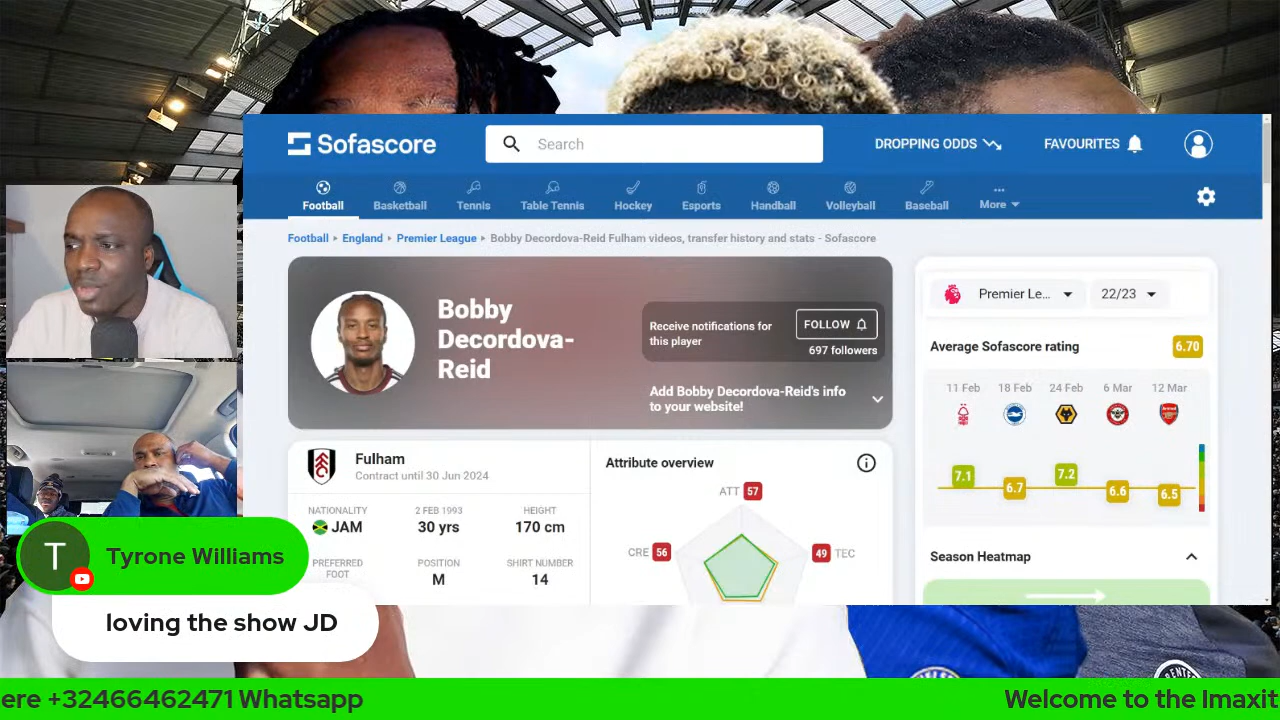 Sofascore
Search
DROPPING ODDS
FAVOURITES
Football
Basketball
Tennis
Table Tennis
Hockey
Esports
Handball
Volleyball
Baseball
More
Football
England
Premier League
Bobby Decordova-Reid Fulham videos, transfer history and stats - Sofascore
Bobby
Decordova-
Reid
Receive notifications for
this player
FOLLOW
697 followers
Add Bobby Decordova-Reid's info
to your website!
Premier Le...
22/23
Average Sofascore rating
6.70
11 Feb
18 Feb
24 Feb
6 Mar
12 Mar
7.1
6.7
7.2
6.6
6.5
Season Heatmap
Fulham
Contract until 30 Jun 2024
NATIONALITY
JAM
2 FEB 1993
30 yrs
HEIGHT
170 cm
PREFERRED
FOOT
POSITION
M
SHIRT NUMBER
14
Attribute overview
ATT 57
CRE 56
49 TEC
T
Tyrone Williams
loving the show JD
ere +32466462471 Whatsapp
Welcome to the Imaxit